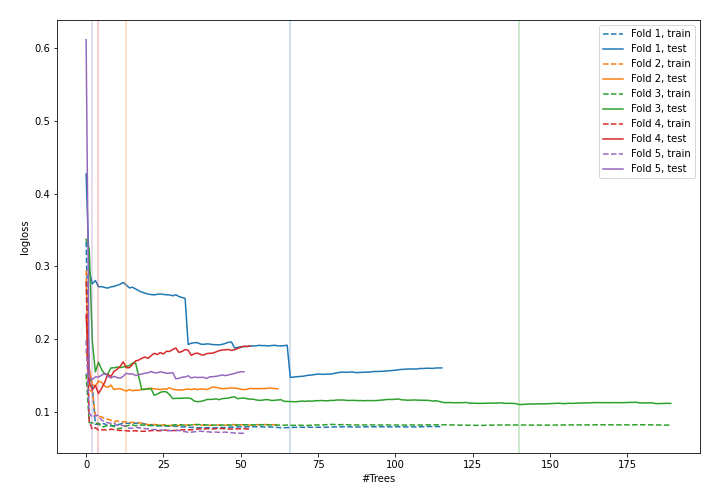 0.6
0.5
0.4
0.3
0.2
0.1
logloss
0
25
50
75
100
125
150
175
#Trees
Fold 1, train
Fold 1, test
Fold 2, train
Fold 2, test
Fold 3, train
Fold 3, test
Fold 4, train
Fold 4, test
Fold 5, train
Fold 5, test